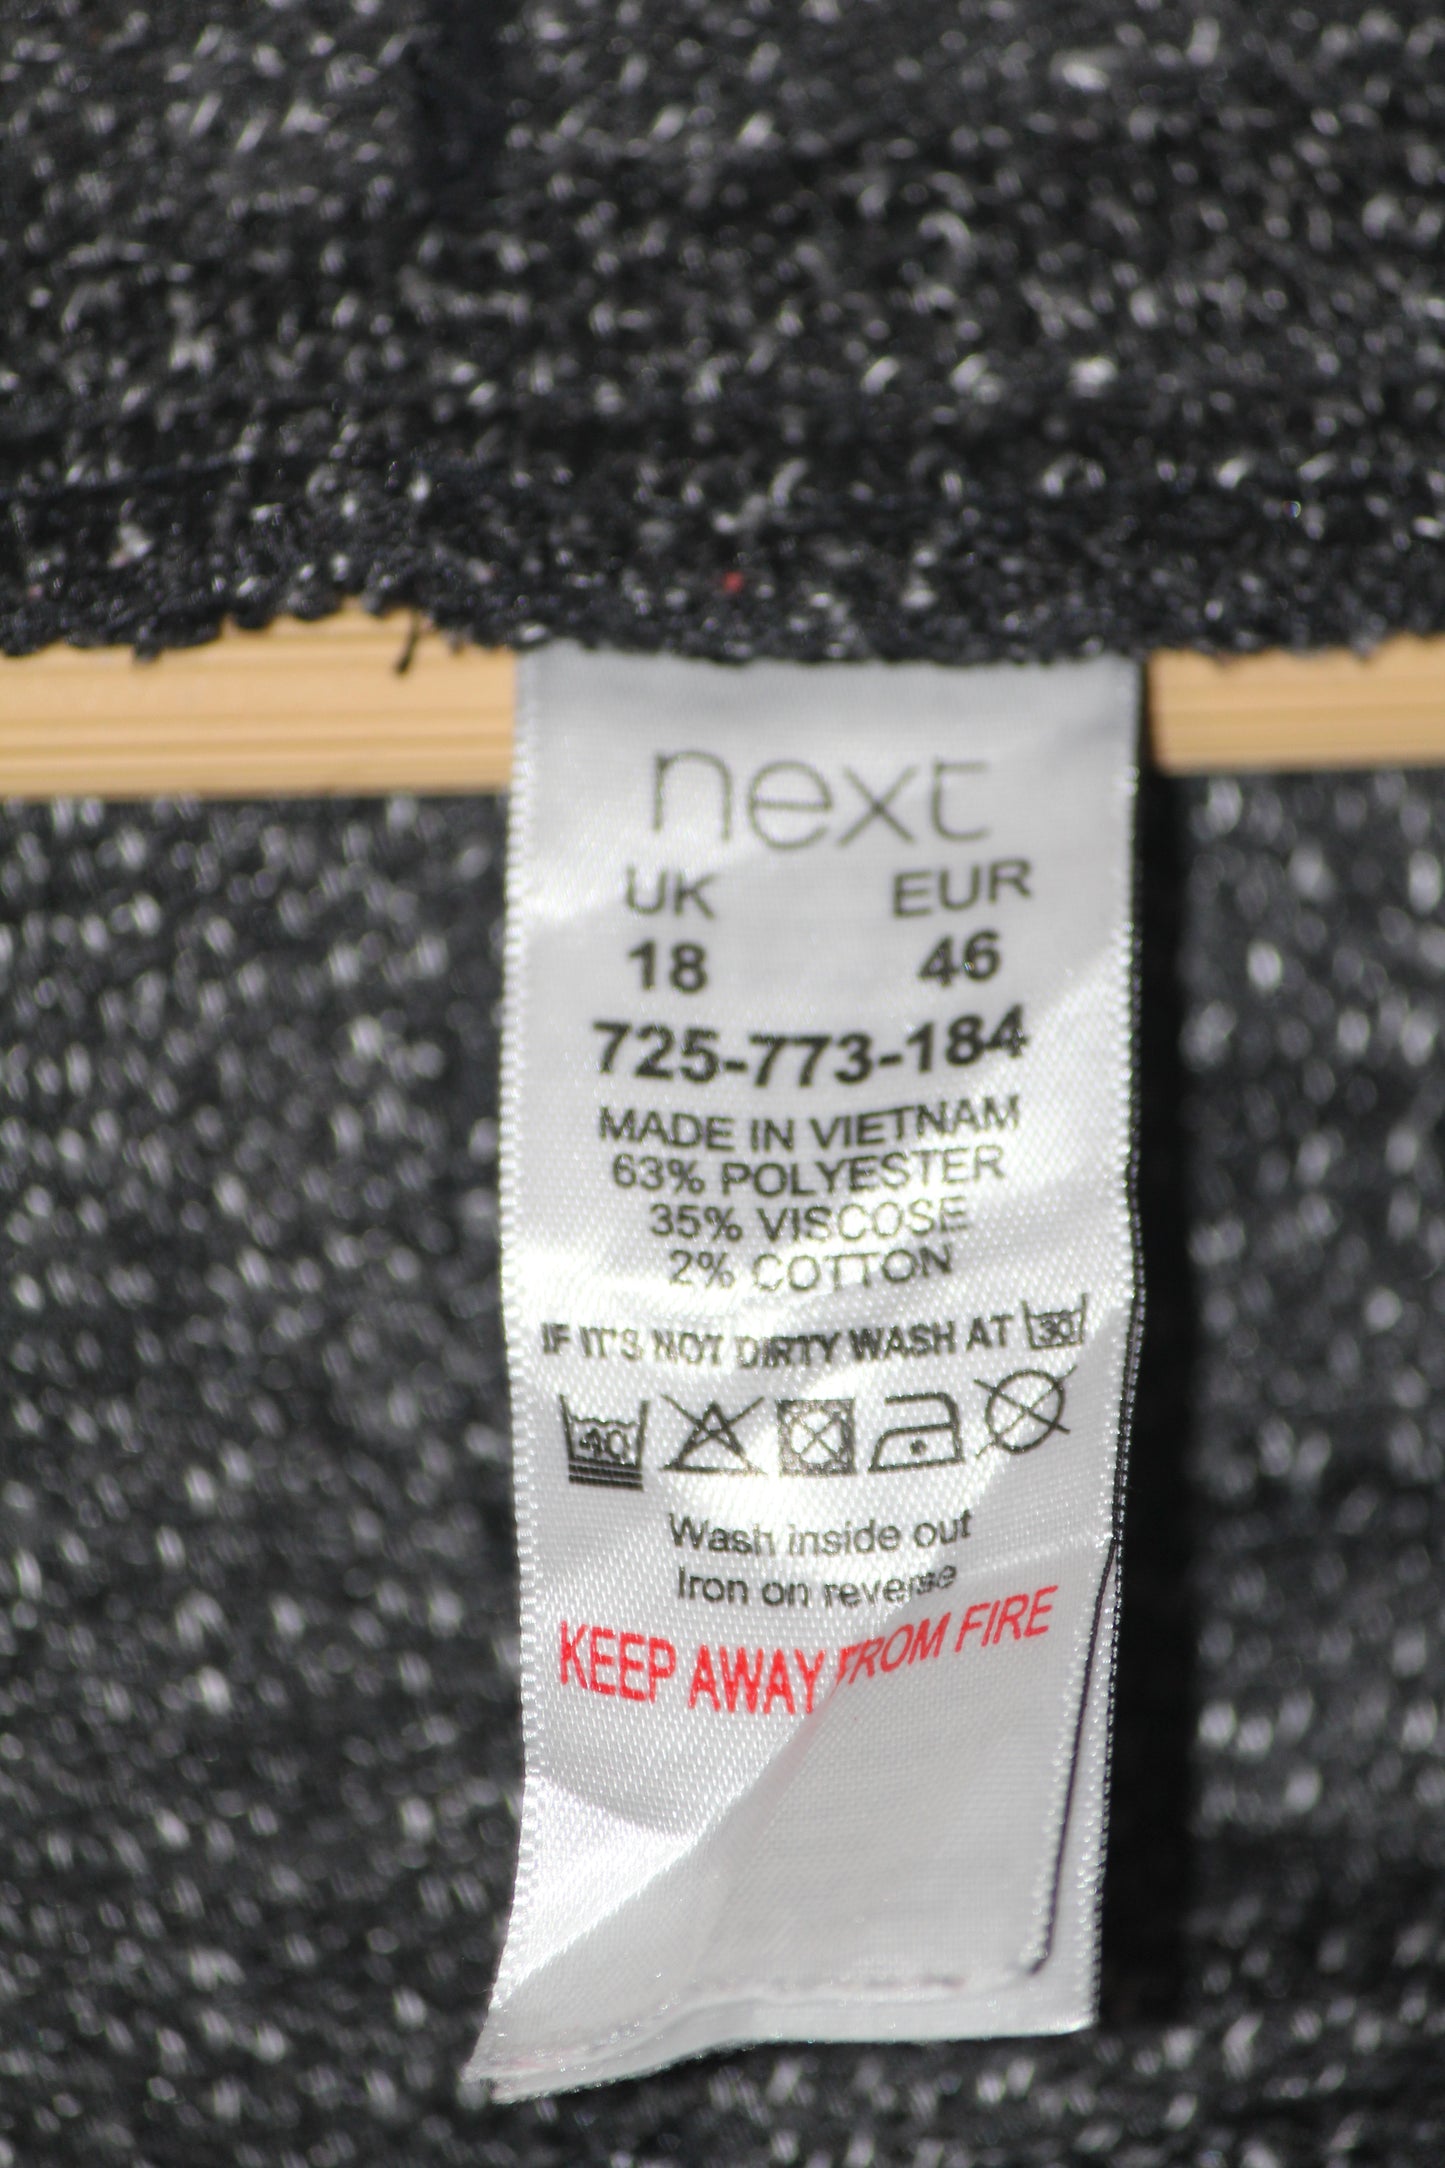 next
UK EUR
18 46
725-773-184
MADE IN VIETNAM
63% POLYESTER
35% VISCOSE
2% COTTON
IF IT'S NOT DIRTY WASH AT 30
40
Wash inside out
Iron on reverse
KEEP AWAY FROM FIRE